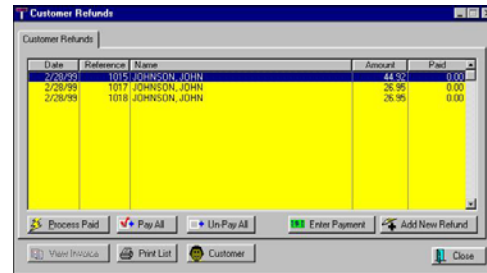 Customer Refunds
Customer Refunds
Date Reference Name Amount Paid
2/28/99 1015 JOHNSON, JOHN 44.92 0.00
2/28/99 1017 JOHNSON, JOHN 26.95 0.00
2/28/99 1018 JOHNSON, JOHN 26.95 0.00
Process Paid Pay All Un-Pay All Enter Payment Add New Refund
View Invoice Print List Customer Close